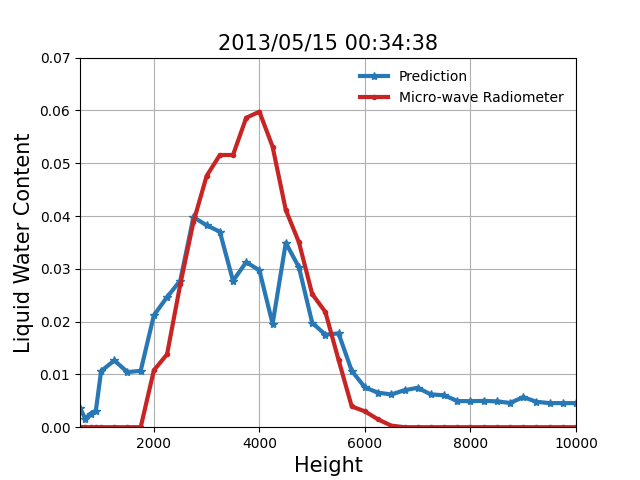 2013/05/15 00:34:38
0.07
0.06
0.05
0.04
0.03
0.02
0.01
0.00
Liquid Water Content
Prediction
Micro-wave Radiometer
2000 4000 6000 8000 10000
Height